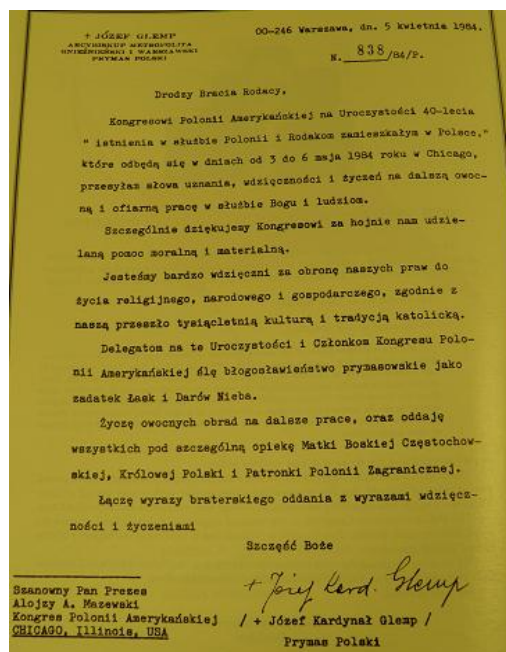 + JÓZEF GLEMP
ARCYBISKUP METROPOLITA
GNIEŹNIEŃSKI I WARSZAWSKI
PRYMAS POLSKI
00-246 Warszawa, dn. 5 kwietnia 1984.
N. 838/84/P.
Drodzy Bracia Rodacy,
Kongresowi Polonii Amerykańskiej na Uroczystości 40-lecia
" istnienia w służbie Polonii i Rodakom zamieszkałym w Polsce,"
które odbędą się w dniach od 3 do 6 maja 1984 roku w Chicago,
przesyłam słowa uznania, wdzięczności i życzeń na dalszą owoc-
ną i ofiarną pracę w służbie Bogu i ludziom.
Szczególnie dziękujemy Kongresowi za hojnie nam udzie-
laną pomoc moralną i materialną.
Jesteśmy bardzo wdzięczni za obronę naszych praw do
życia religijnego, narodowego i gospodarczego, zgodnie z
naszą przeszło tysiącletnią kulturą i tradycją katolicką.
Delegatom na te Uroczystości i Członkom Kongresu Polo-
nii Amerykańskiej ślę błogosławieństwo prymasowskie jako
zadatek Łask i Darów Nieba.
Życzę owocnych obrad na dalsze prace, oraz oddaję
wszystkich pod szczególną opiekę Matki Boskiej Częstochow-
skiej, Królowej Polski i Patronki Polonii Zagranicznej.
Łączę wyrazy braterskiego oddania z wyrazami wdzięcz-
ności i życzeniami
Szczęść Boże
+ Józef Kard. Glemp
/ + Józef Kardynał Glemp /
Prymas Polski
Szanowny Pan Prezes
Alojzy A. Mazewski
Kongres Polonii Amerykańskiej
CHICAGO, Illinois, USA